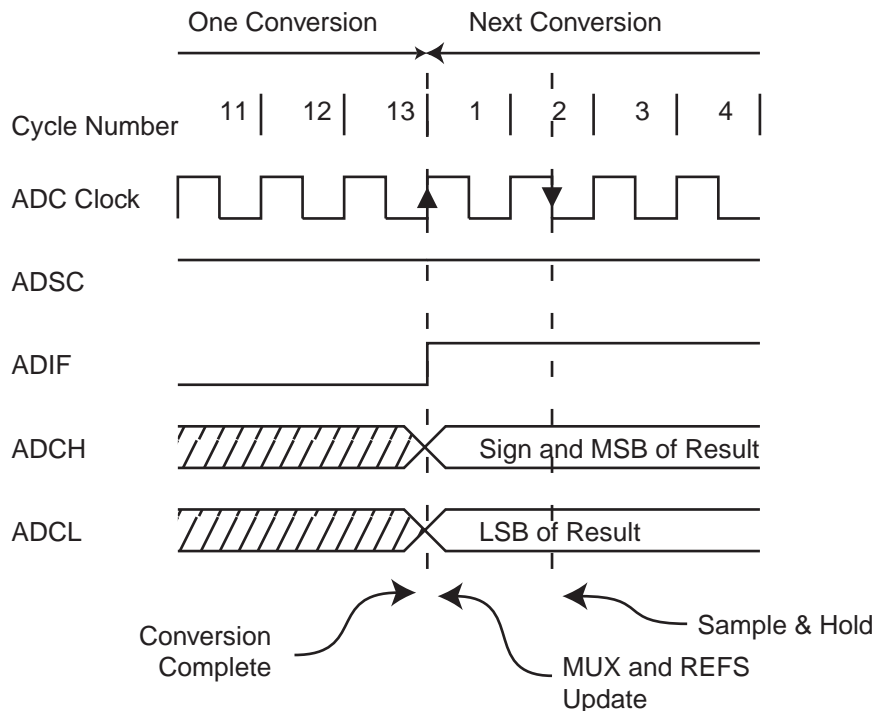 One Conversion Next Conversion
Cycle Number 11 12 13 1 2 3 4
ADC Clock
ADSC
ADIF
ADCH Sign and MSB of Result
ADCL LSB of Result
Conversion
Complete
MUX and REFS
Update
Sample & Hold